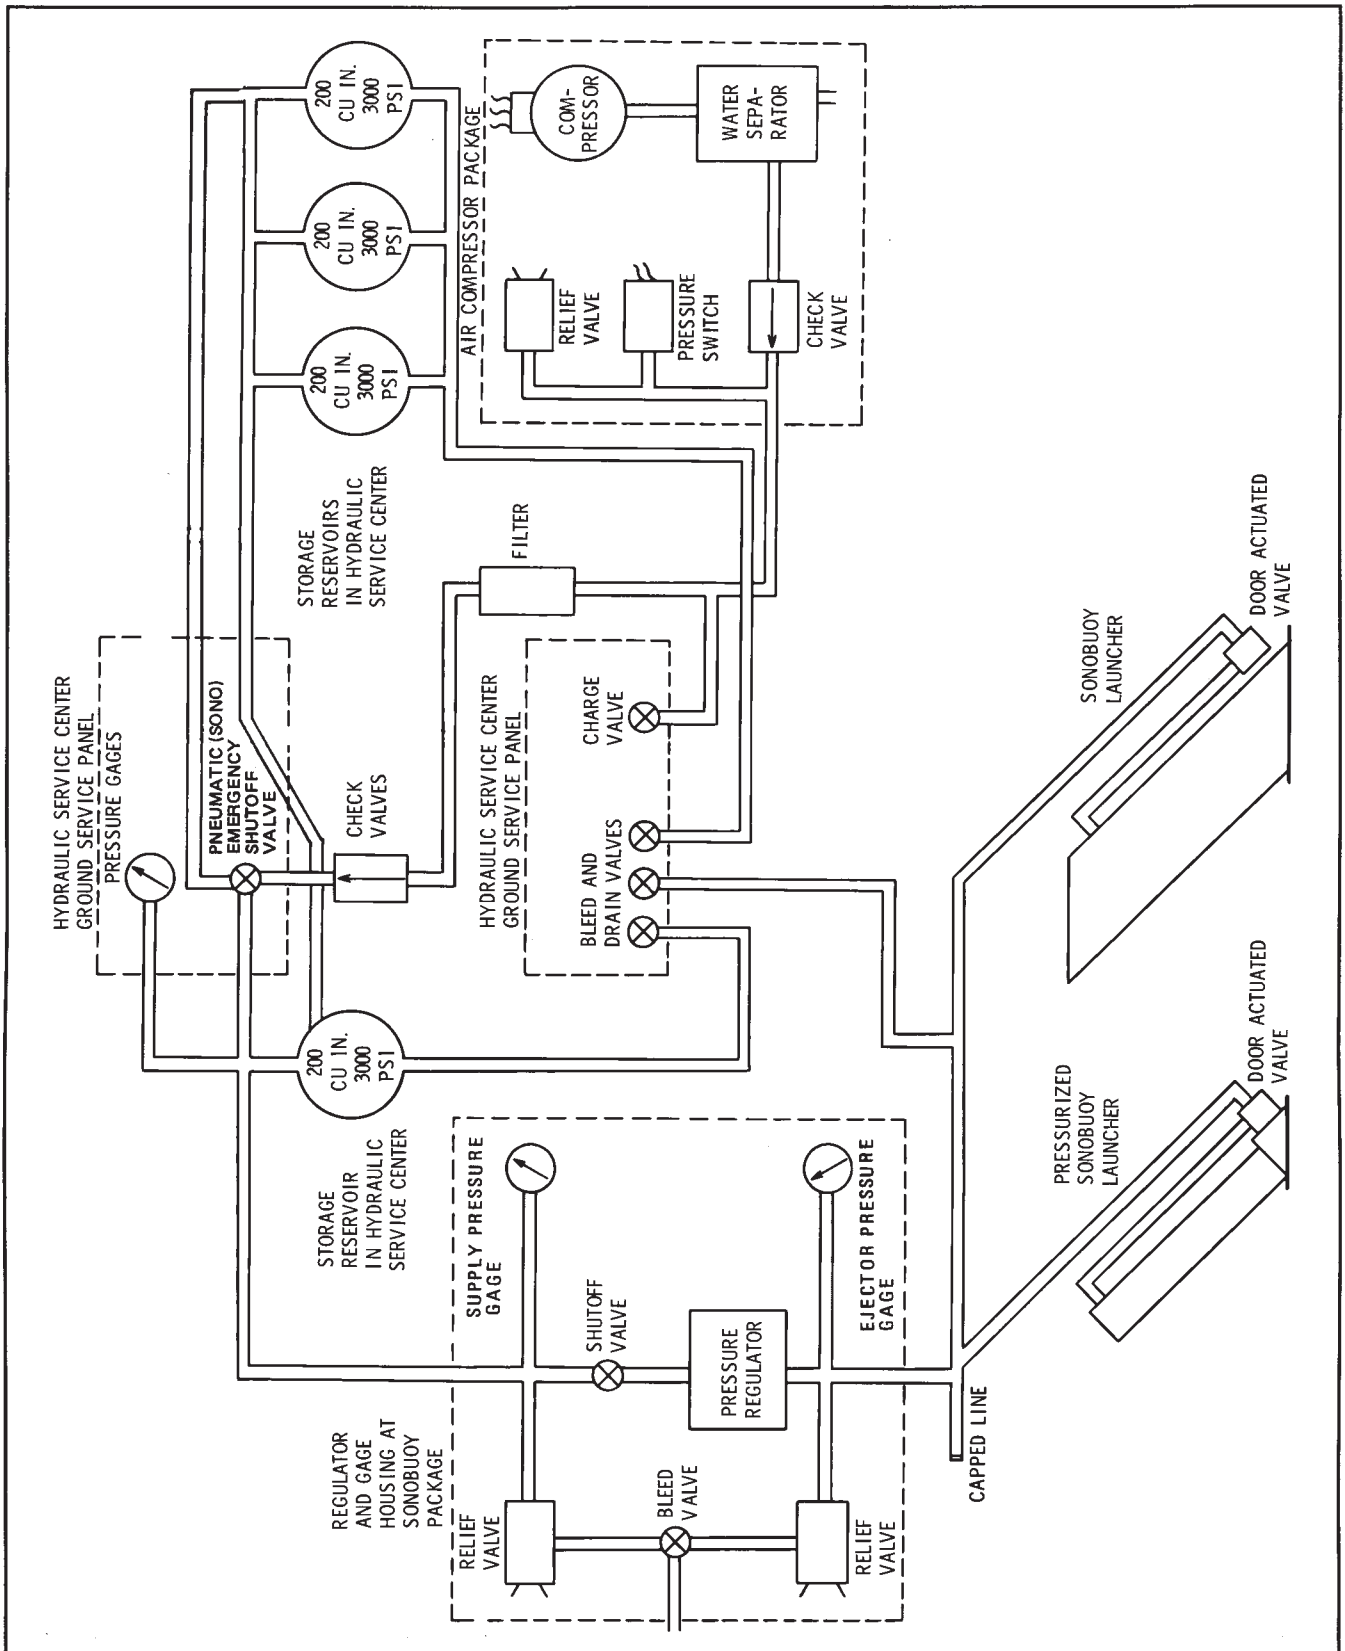 200
CU IN.
3000
PSI
200
CU IN.
3000
PSI
200
CU IN.
3000
PSI
AIR COMPRESSOR PACKAGE
COM-
PRESSOR
WATER
SEPA-
RATOR
RELIEF
VALVE
PRESSURE
SWITCH
CHECK
VALVE
STORAGE
RESERVOIRS
IN HYDRAULIC
SERVICE CENTER
FILTER
HYDRAULIC SERVICE CENTER
GROUND SERVICE PANEL
PRESSURE GAGES
PNEUMATIC (SONO)
EMERGENCY
SHUTOFF
VALVE
CHECK
VALVES
HYDRAULIC SERVICE CENTER
GROUND SERVICE PANEL
CHARGE
VALVE
BLEED AND
DRAIN VALVES
SONOBUOY
LAUNCHER
DOOR ACTUATED
VALVE
200
CU IN.
3000
PSI
STORAGE
RESERVOIR
IN HYDRAULIC
SERVICE CENTER
PRESSURIZED
SONOBUOY
LAUNCHER
DOOR ACTUATED
VALVE
SUPPLY PRESSURE
GAGE
SHUTOFF
VALVE
PRESSURE
REGULATOR
EJECTOR PRESSURE
GAGE
REGULATOR
AND GAGE
HOUSING AT
SONOBUOY
PACKAGE
RELIEF
VALVE
BLEED
VALVE
RELIEF
VALVE
CAPPED LINE